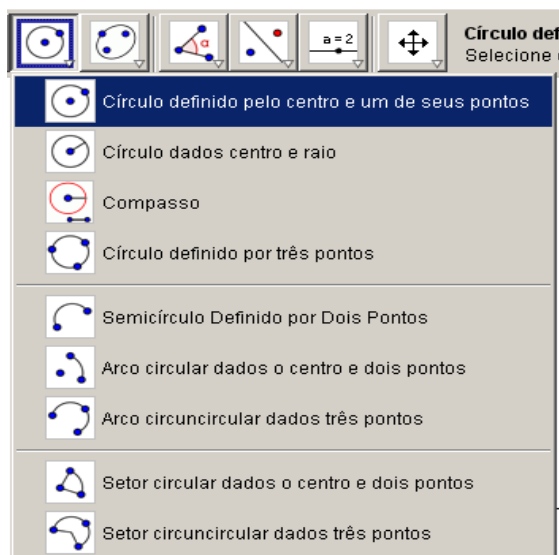 α
a = 2
Círculo def
Selecione
Círculo definido pelo centro e um de seus pontos
Círculo dados centro e raio
Compasso
Círculo definido por três pontos
Semicírculo Definido por Dois Pontos
Arco circular dados o centro e dois pontos
Arco circuncircular dados três pontos
Setor circular dados o centro e dois pontos
Setor circuncircular dados três pontos